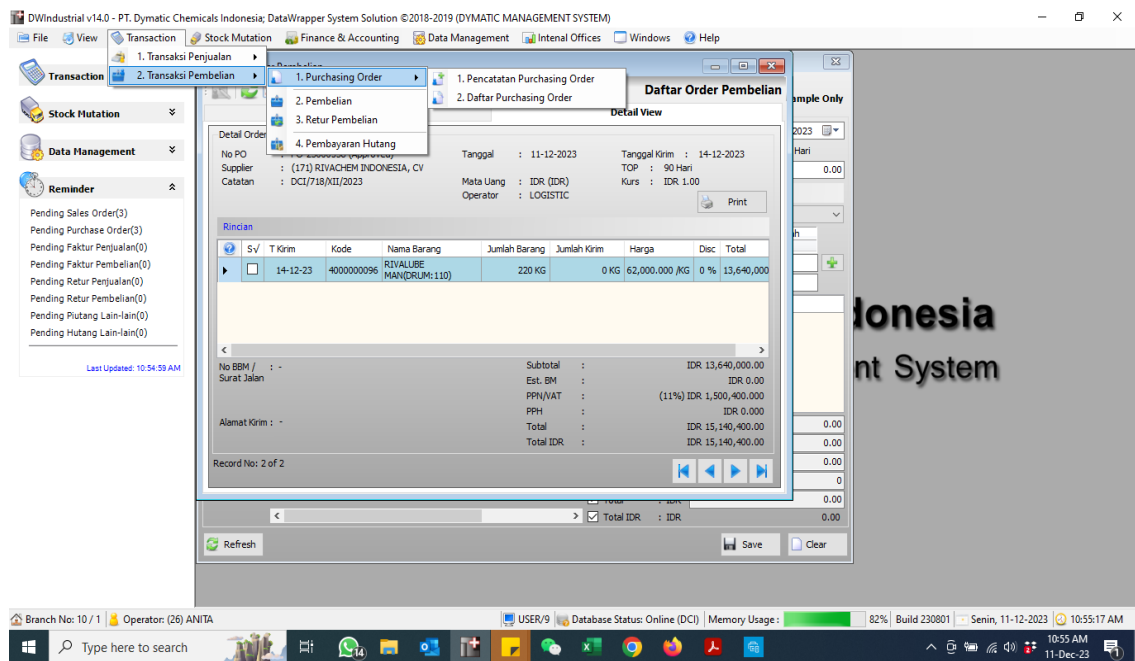 DWIndustrial v14.0 - PT. Dymatic Chemicals Indonesia; DataWrapper System Solution ©2018-2019 (DYMATIC MANAGEMENT SYSTEM)
File View Transaction Stock Mutation Finance & Accounting Data Management Intenal Offices Windows Help
1. Transaksi Penjualan
2. Transaksi Pembelian
1. Purchasing Order
2. Pembelian
3. Retur Pembelian
4. Pembayaran Hutang
1. Pencatatan Purchasing Order
2. Daftar Purchasing Order
Transaction
Stock Mutation
Data Management
Reminder
Pending Sales Order(3)
Pending Purchase Order(3)
Pending Faktur Penjualan(0)
Pending Faktur Pembelian(0)
Pending Retur Penjualan(0)
Pending Retur Pembelian(0)
Pending Piutang Lain-lain(0)
Pending Hutang Lain-lain(0)
Last Updated: 10:54:59 AM
Daftar Order Pembelian
Detail View
Detail Order
No PO :
Tanggal : 11-12-2023 Tanggal Kirim : 14-12-2023
Supplier : (171) RIVACHEM INDONESIA, CV TOP : 90 Hari
Catatan : DCI/718/XII/2023 Mata Uang : IDR (IDR) Kurs : IDR 1.00
Operator : LOGISTIC
Print
Rincian
S√ T Kirim Kode Nama Barang Jumlah Barang Jumlah Kirim Harga Disc Total
14-12-23 4000000096 RIVALUBE MAN(DRUM:110) 220 KG 0 KG 62,000.000 /KG 0 % 13,640,000
No BBM / Surat Jalan : -
Alamat Kirim : -
Subtotal : IDR 13,640,000.00
Est. BM : IDR 0.00
PPN/VAT : (11%) IDR 1,500,400.000
PPH : IDR 0.000
Total : IDR 15,140,400.00
Total IDR : IDR 15,140,400.00
Record No: 2 of 2
ample Only
2023
Hari
0.00
0.00
0.00
0.00
0
0.00
Total IDR : IDR 0.00
Refresh Save Clear
donesia
nt System
Branch No: 10 / 1 Operator: (26) ANITA USER/9 Database Status: Online (DCI) Memory Usage : 82% Build 230801 Senin, 11-12-2023 10:55:17 AM
Type here to search
14
10:55 AM
11-Dec-23
1